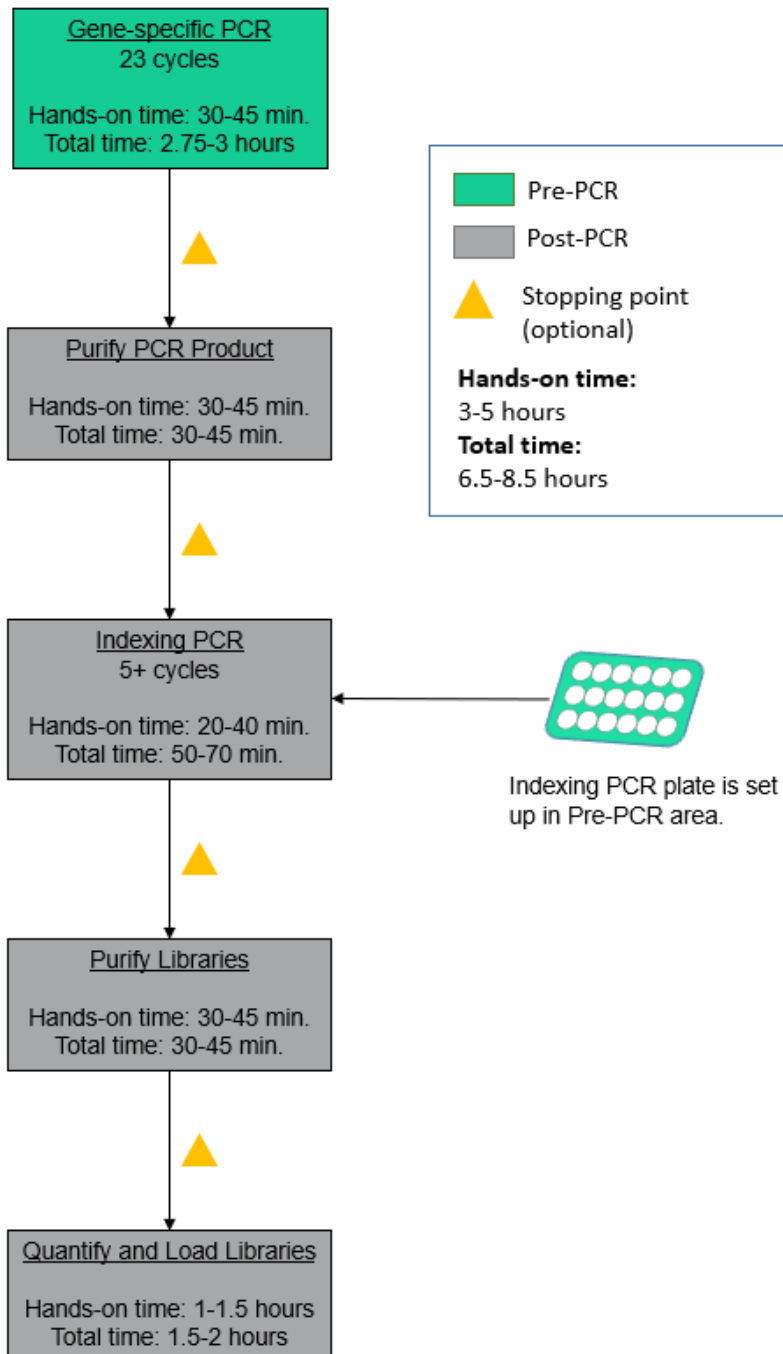 Gene-specific PCR
23 cycles
Hands-on time: 30-45 min.
Total time: 2.75-3 hours
Pre-PCR
Post-PCR
Stopping point
(optional)
Hands-on time:
3-5 hours
Total time:
6.5-8.5 hours
Purify PCR Product
Hands-on time: 30-45 min.
Total time: 30-45 min.
Indexing PCR
5+ cycles
Hands-on time: 20-40 min.
Total time: 50-70 min.
Indexing PCR plate is set
up in Pre-PCR area.
Purify Libraries
Hands-on time: 30-45 min.
Total time: 30-45 min.
Quantify and Load Libraries
Hands-on time: 1-1.5 hours
Total time: 1.5-2 hours